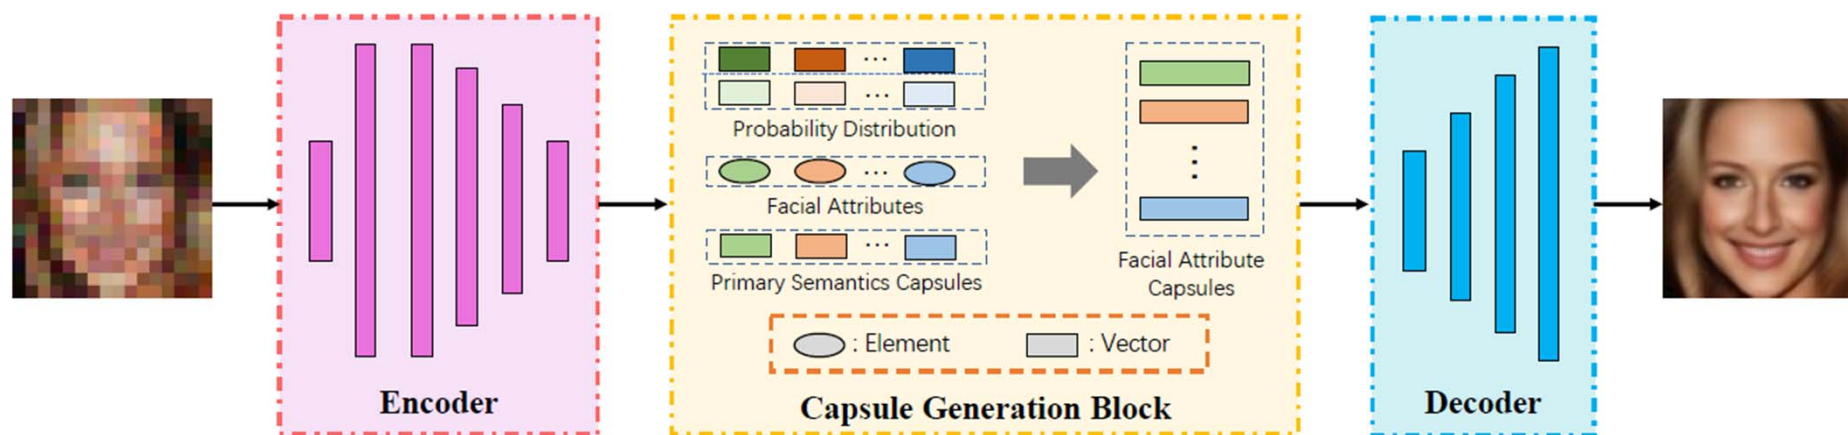 Probability Distribution
Facial Attributes
Primary Semantics Capsules
Facial Attribute
Capsules
: Element
: Vector
Encoder
Capsule Generation Block
Decoder